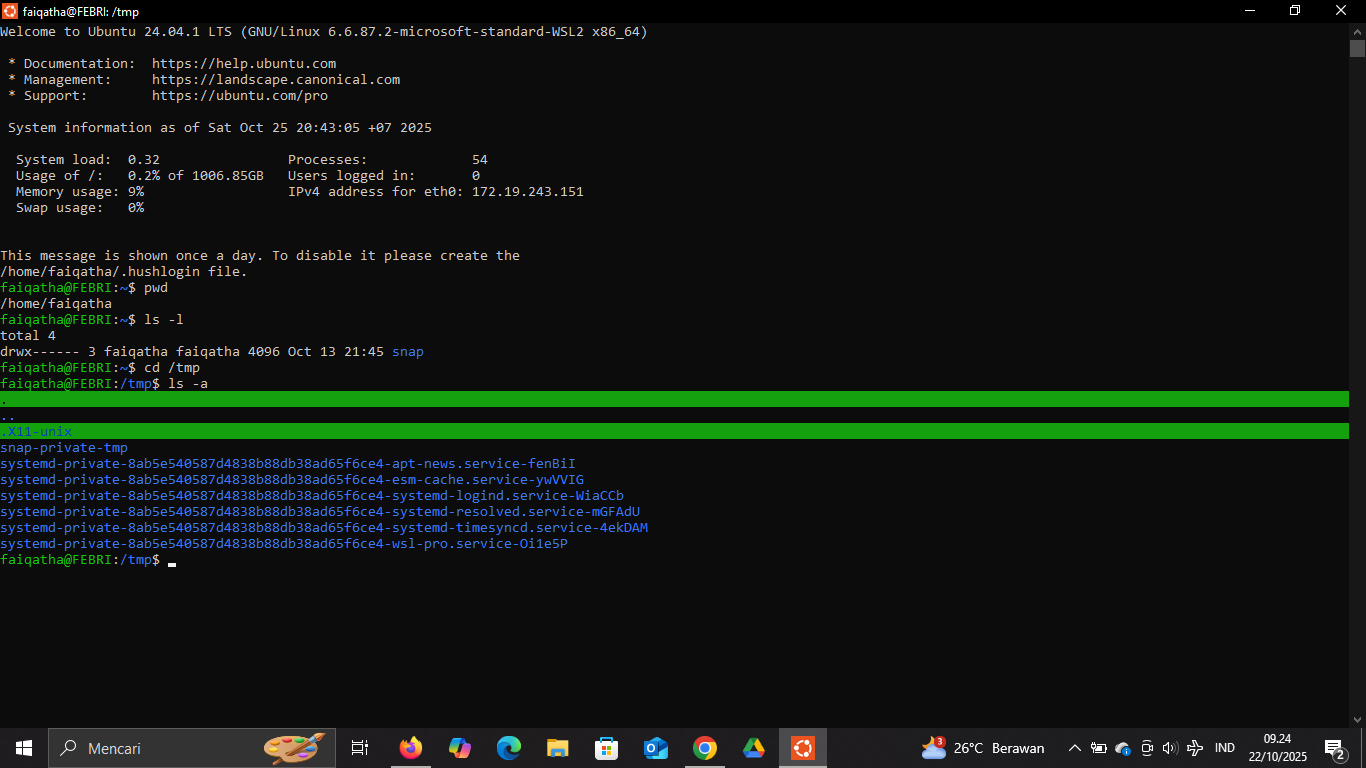 faiqatha@FEBRI: /tmp
Welcome to Ubuntu 24.04.1 LTS (GNU/Linux 6.6.87.2-microsoft-standard-WSL2 x86_64)
* Documentation:  https://help.ubuntu.com
* Management:     https://landscape.canonical.com
* Support:        https://ubuntu.com/pro
System information as of Sat Oct 25 20:43:05 +07 2025
System load:  0.32                Processes:             54
Usage of /:   0.2% of 1006.85GB   Users logged in:       0
Memory usage: 9%                  IPv4 address for eth0: 172.19.243.151
Swap usage:   0%
This message is shown once a day. To disable it please create the
/home/faiqatha/.hushlogin file.
faiqatha@FEBRI:~$ pwd
/home/faiqatha
faiqatha@FEBRI:~$ ls -l
total 4
drwx------ 3 faiqatha faiqatha 4096 Oct 13 21:45 snap
faiqatha@FEBRI:~$ cd /tmp
faiqatha@FEBRI:/tmp$ ls -a
.
..
.X11-unix
snap-private-tmp
systemd-private-8ab5e540587d4838b88db38ad65f6ce4-apt-news.service-fenBiI
systemd-private-8ab5e540587d4838b88db38ad65f6ce4-esm-cache.service-ywVVIG
systemd-private-8ab5e540587d4838b88db38ad65f6ce4-systemd-logind.service-WiaCCb
systemd-private-8ab5e540587d4838b88db38ad65f6ce4-systemd-resolved.service-mGFAdU
systemd-private-8ab5e540587d4838b88db38ad65f6ce4-systemd-timesyncd.service-4ekDAM
systemd-private-8ab5e540587d4838b88db38ad65f6ce4-wsl-pro.service-Oi1e5P
faiqatha@FEBRI:/tmp$
Mencari
3
26°C Berawan
IND
09.24
22/10/2025
2